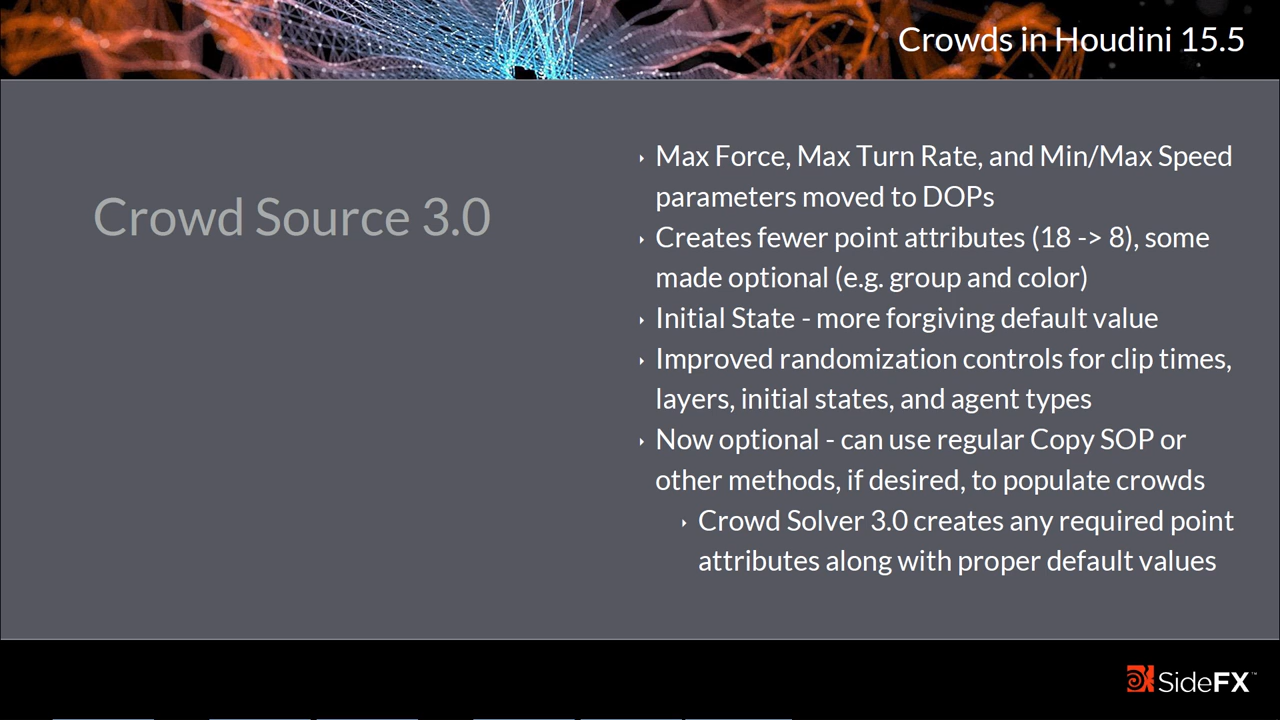 Crowds in Houdini 15.5
Crowd Source 3.0
‣ Max Force, Max Turn Rate, and Min/Max Speed
parameters moved to DOPs
‣ Creates fewer point attributes (18 -> 8), some
made optional (e.g. group and color)
‣ Initial State - more forgiving default value
‣ Improved randomization controls for clip times,
layers, initial states, and agent types
‣ Now optional - can use regular Copy SOP or
other methods, if desired, to populate crowds
‣ Crowd Solver 3.0 creates any required point
attributes along with proper default values
SideFX™